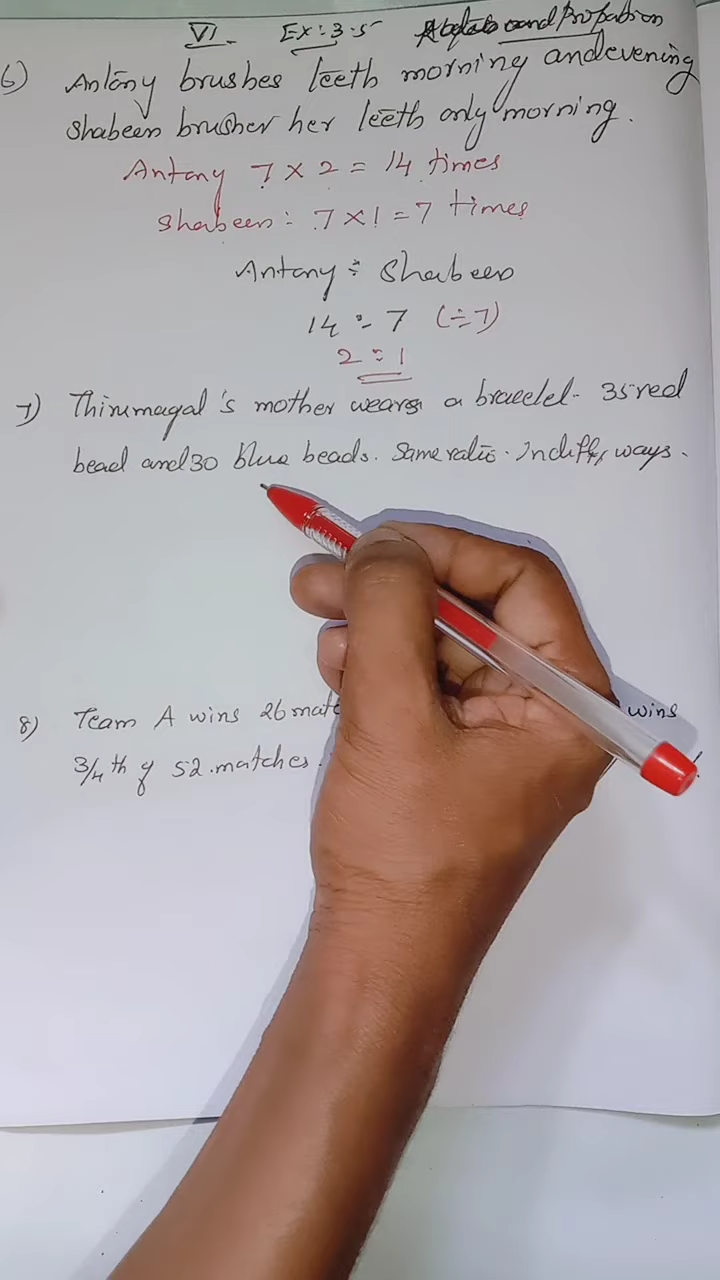 VI Ex: 3.5 and
6) Antony brushes teeth morning and evening
Shabeen brusher her teeth only morning.
Antony 7 × 2 = 14 times
Shabeen : 7 × 1 = 7 times
Antony : Shabeen
14 : 7 (÷7)
2 : 1
7) Thirumagal's mother wears a bracelet. 35 red
bead and 30 blue beads. Same ratio. In diff, ways.
8) Team A wins 26 mat wins
3/4 th of 52. matches.